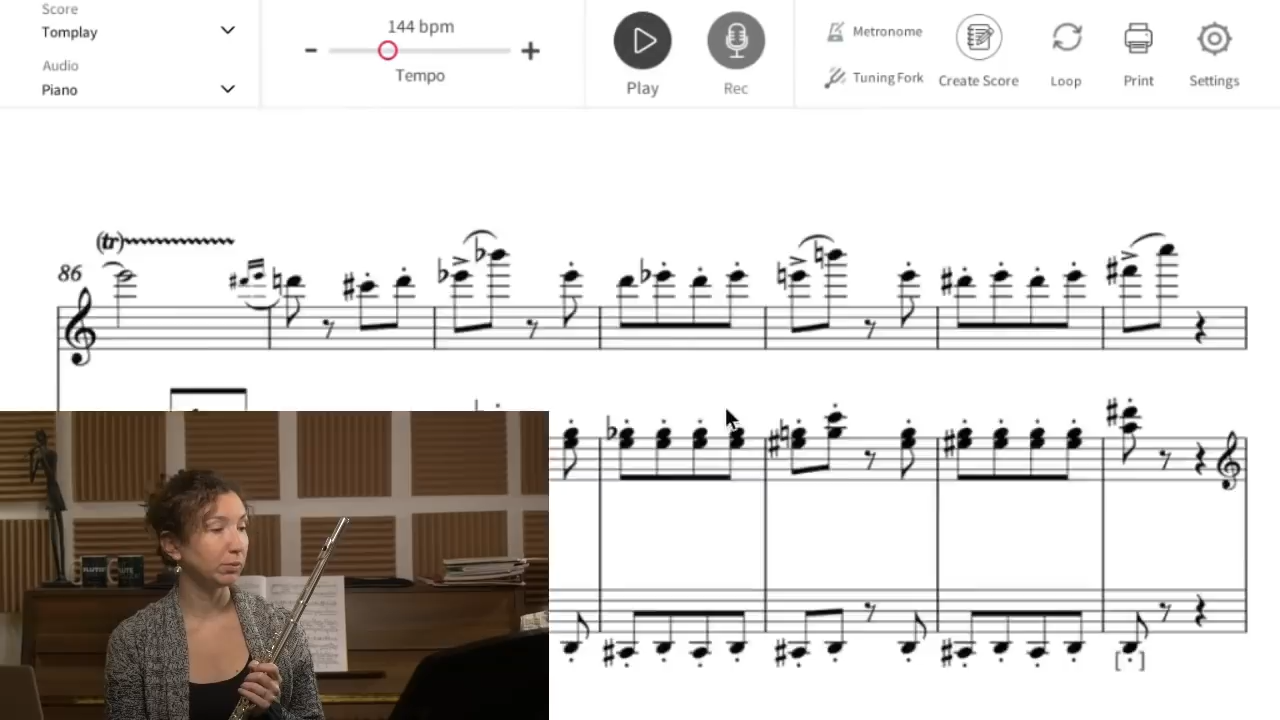 Score
Tomplay
Audio
Piano
144 bpm
- +
Tempo
Play
Rec
Metronome
Tuning Fork
Create Score
Loop
Print
Settings
(tr)
86